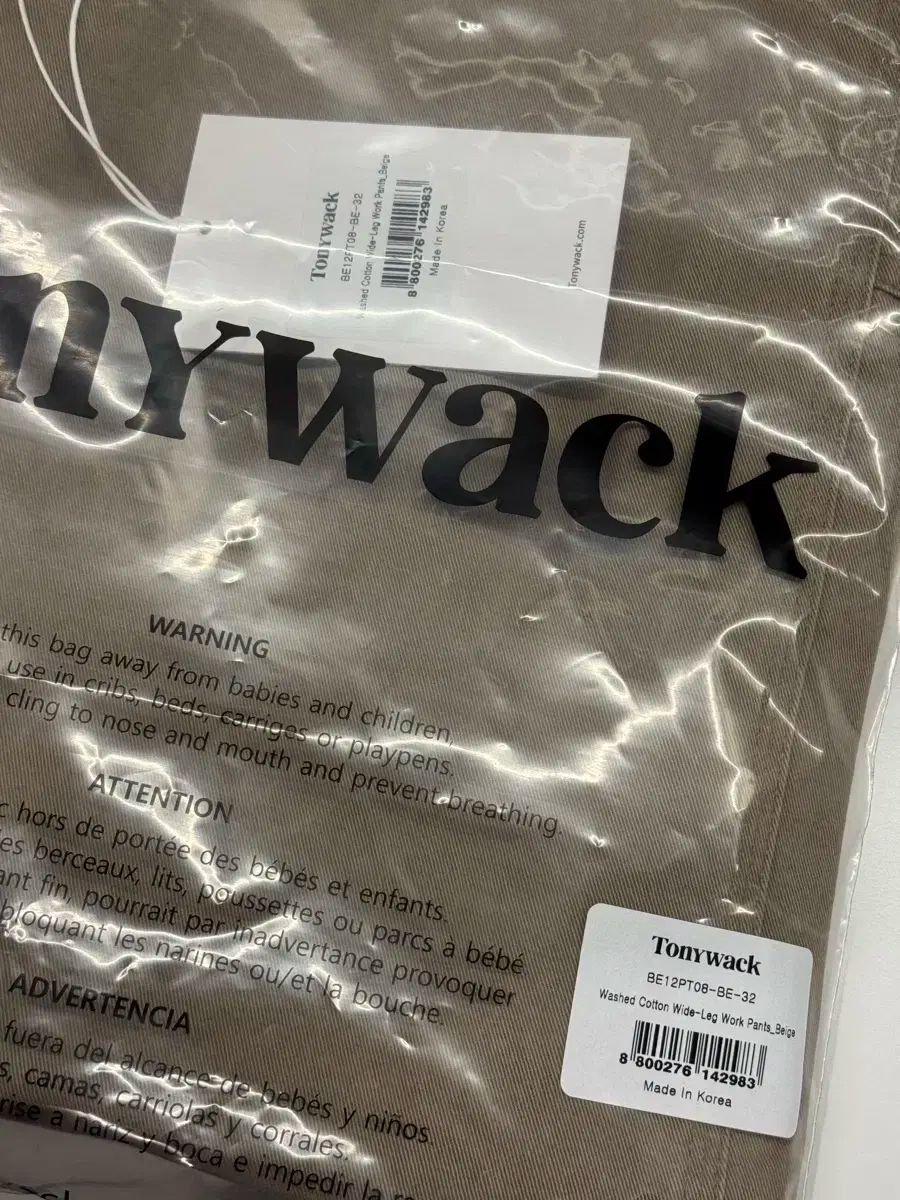 Tonywack
BE12PT08-BE-32
Washed Cotton Wide-Leg Work Pants_Beige
8 800276 142983
Made In Korea
Tonywack.com
nywack
WARNING
this bag away from babies and children,
use in cribs, beds, carriges or playpens.
cling to nose and mouth and prevent breathing.
ATTENTION
c hors de portée des bébés et enfants.
es berceaux, lits, poussettes ou parcs a bébé
ant fin, pourrait par inadvertance provoquer
bloquant les narines ou/et la bouche.
ADVERTENCIA
fuera del alcance de bebés y niños
s, camas, carriolas y corrales.
rise a nariz y boca e impedir la
Tonywack
BE12PT08-BE-32
Washed Cotton Wide-Leg Work Pants_Beige
8 800276 142983
Made In Korea